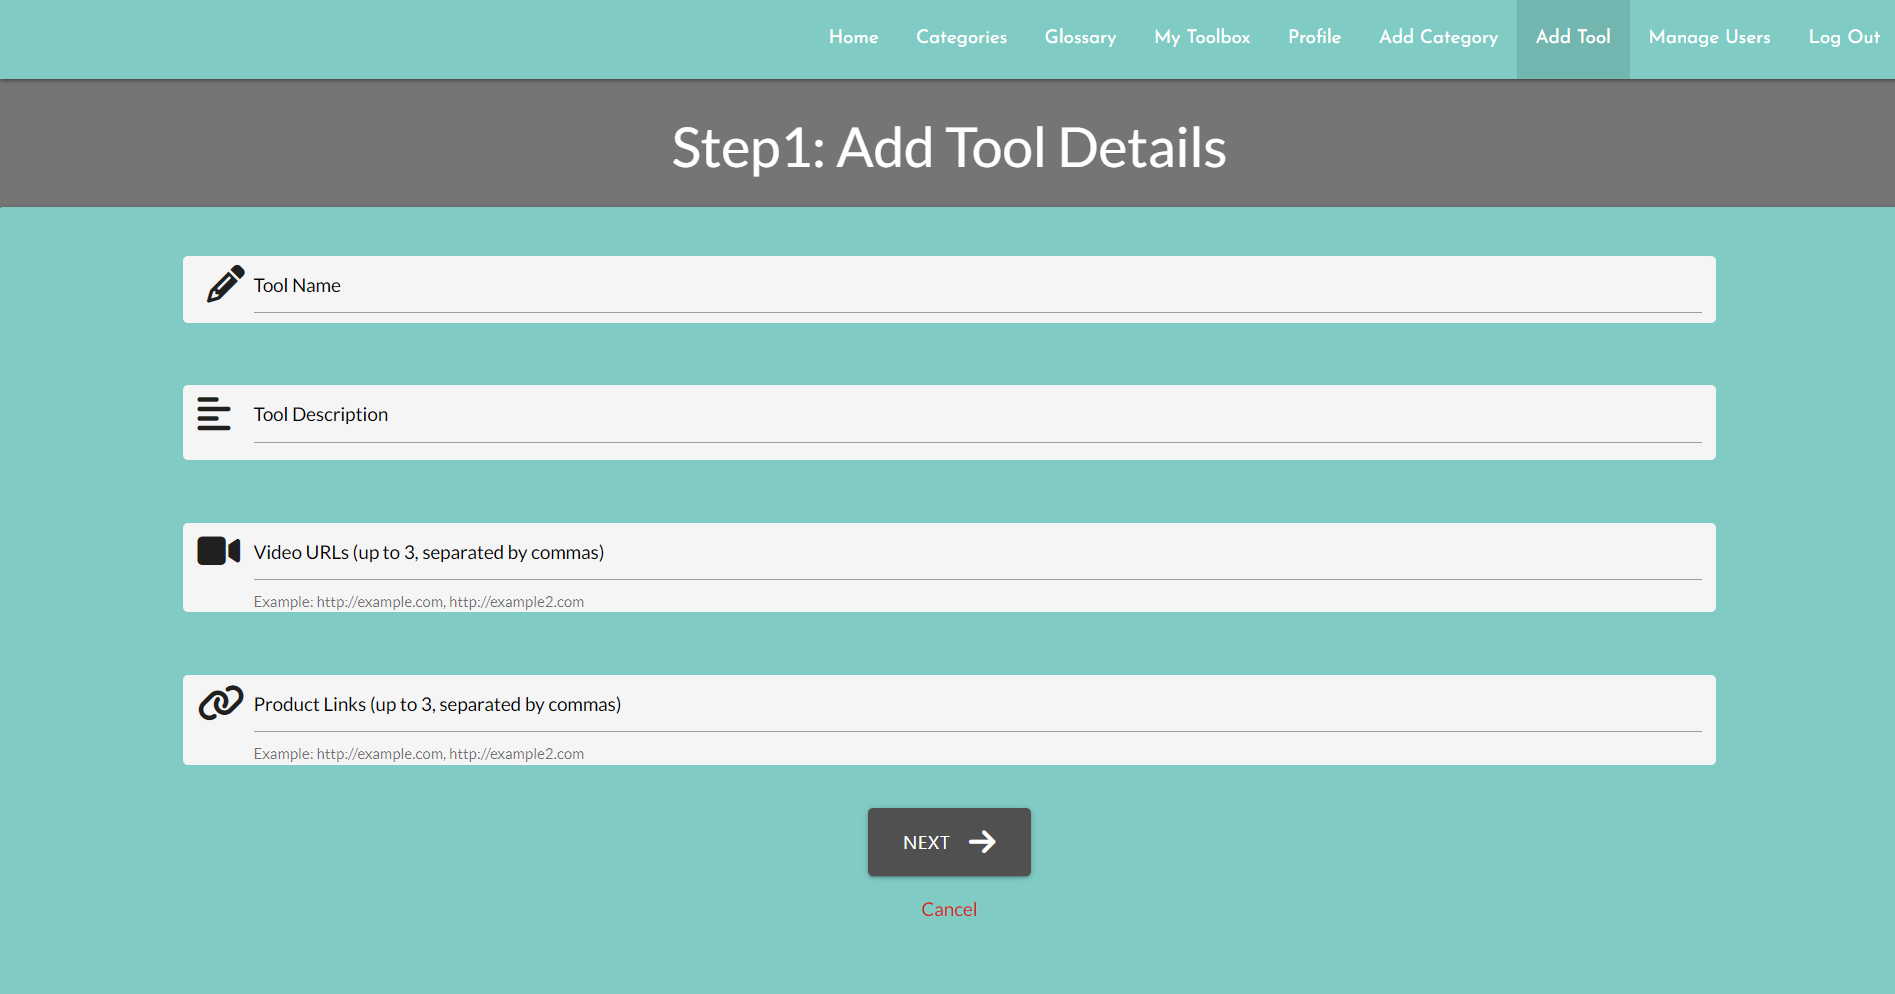 Home Categories Glossary My Toolbox Profile Add Category Add Tool Manage Users Log Out
Step1: Add Tool Details
Tool Name
Tool Description
Video URLs (up to 3, separated by commas)
Example: http://example.com, http://example2.com
Product Links (up to 3, separated by commas)
Example: http://example.com, http://example2.com
NEXT
Cancel